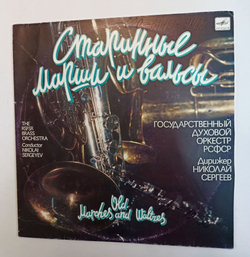 Старинные
марши и вальсы
THE
RSFSR
BRASS
ORCHESTRA
Conductor
NIKOLAI
SERGEYEV
ГОСУДАРСТВЕННЫЙ
ДУХОВОЙ
ОРКЕСТР
РСФСР
Дирижер
НИКОЛАЙ
СЕРГЕЕВ
Old
Marches and Waltzes